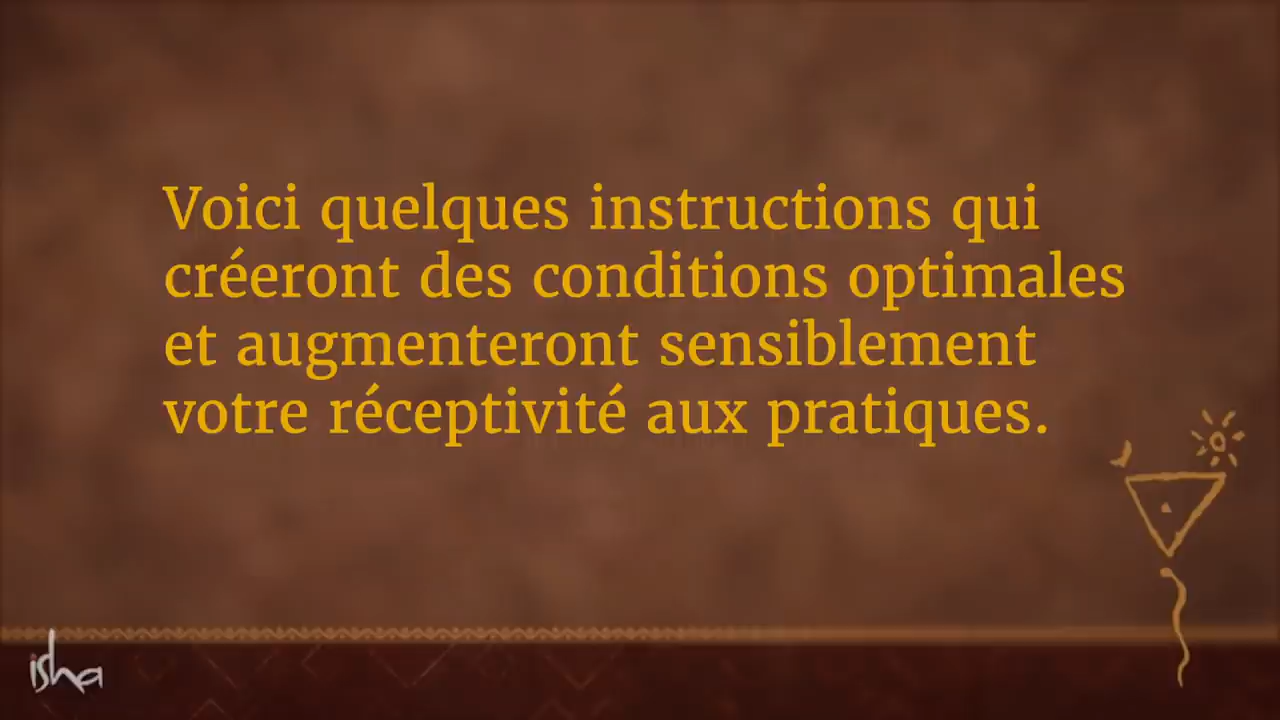 Voici quelques instructions qui
créeront des conditions optimales
et augmenteront sensiblement
votre réceptivité aux pratiques.
isha